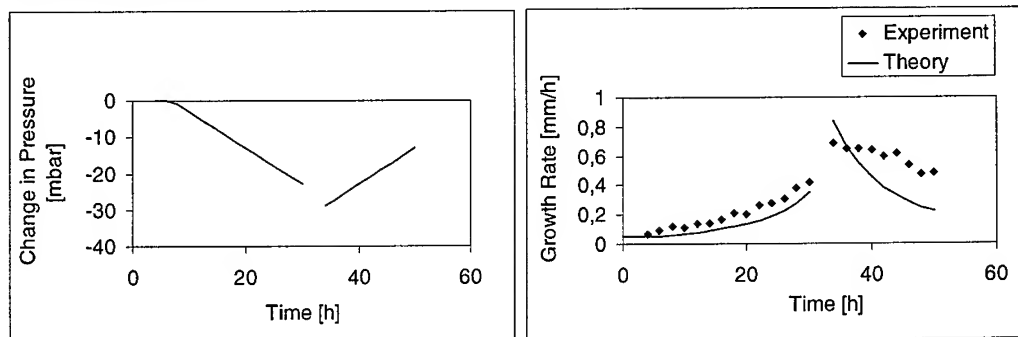 Change in Pressure
[mbar]
0
-10
-20
-30
-40
0
20
40
60
Time [h]
Experiment
Theory
Growth Rate [mm/h]
1
0,8
0,6
0,4
0,2
0
0
20
40
60
Time [h]